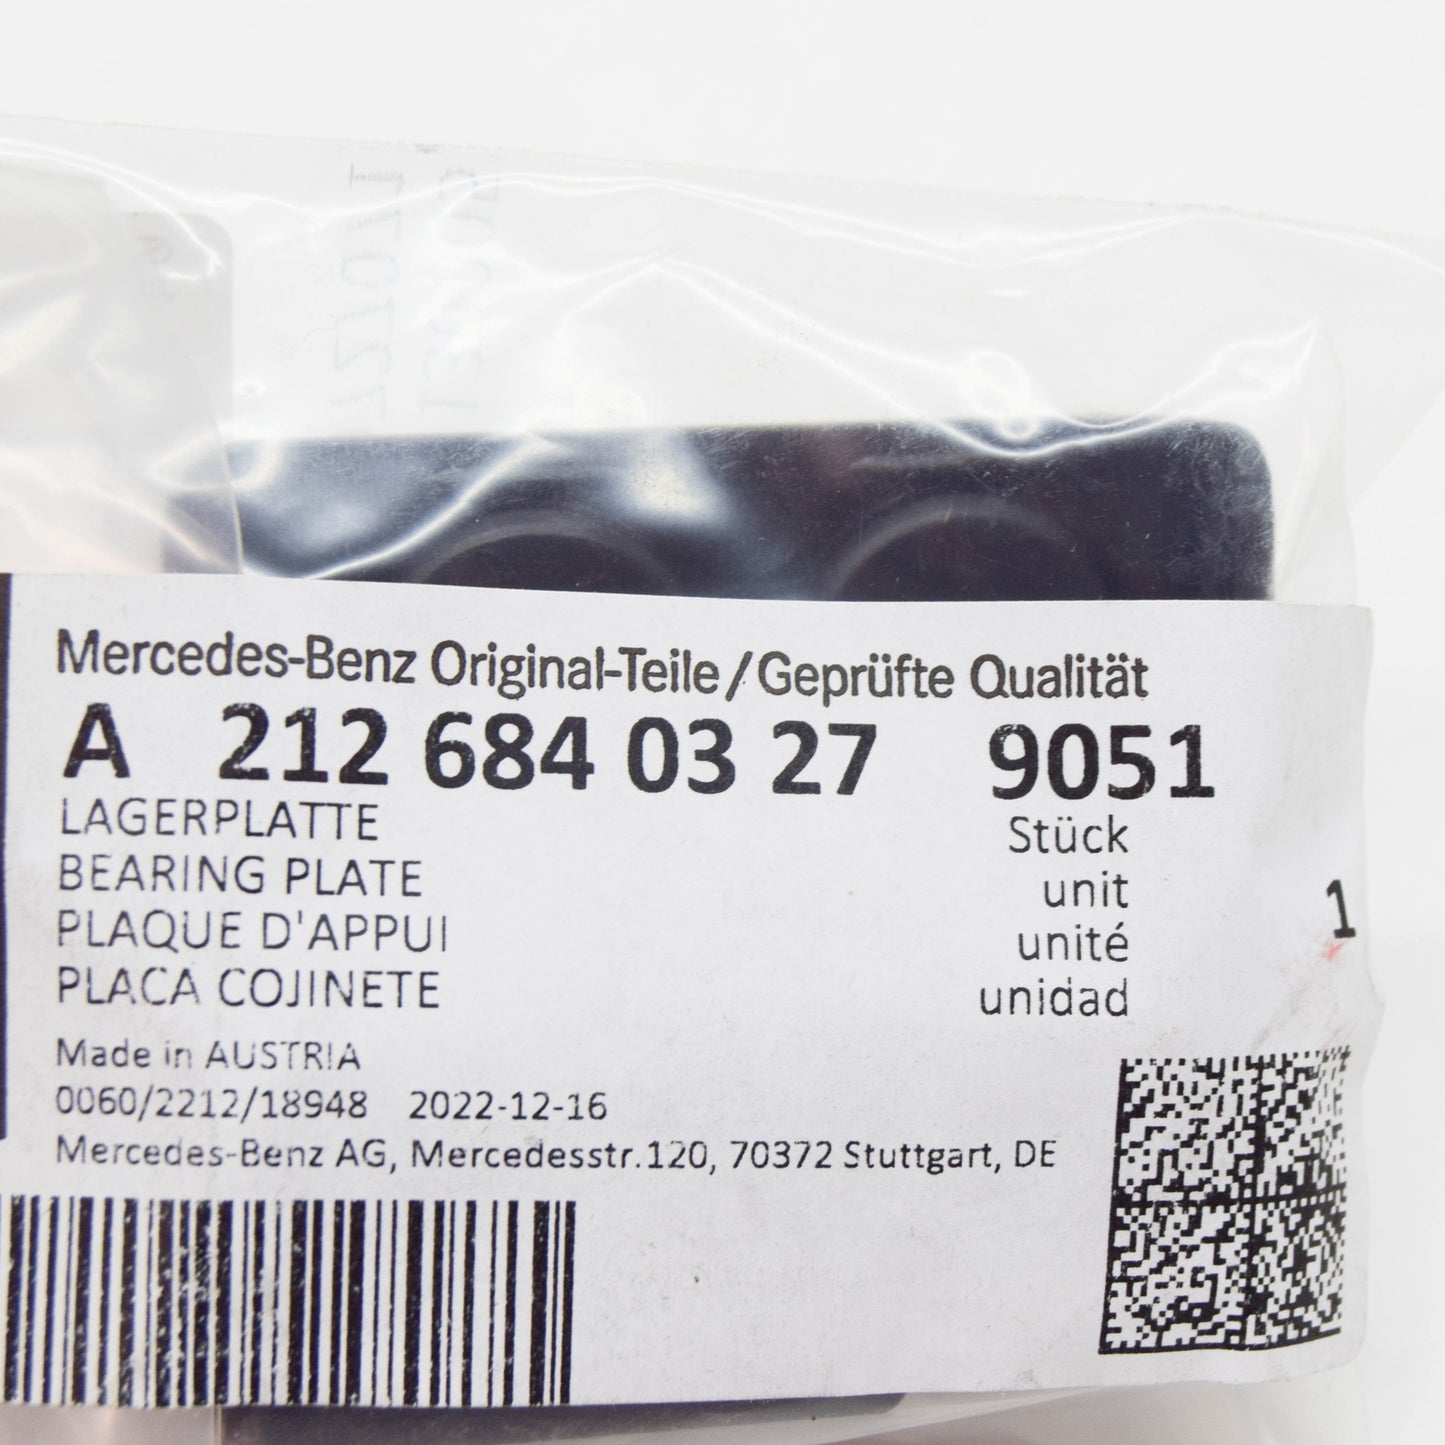 Mercedes-Benz Original-Teile/Geprüfte Qualität
A 212 684 03 27 9051
LAGERPLATTE
BEARING PLATE
PLAQUE D'APPUI
PLACA COJINETE
Stück
unit
unité
unidad
1
Made in AUSTRIA
0060/2212/18948 2022-12-16
Mercedes-Benz AG, Mercedesstr.120, 70372 Stuttgart, DE